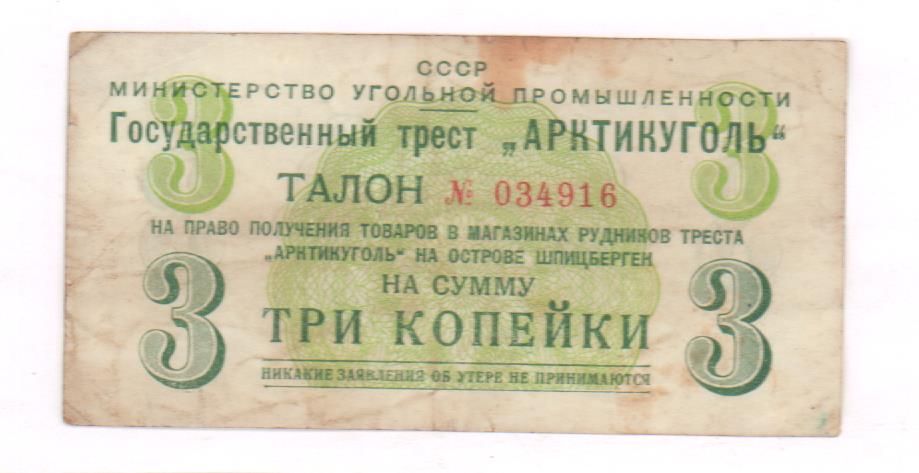 СССР
МИНИСТЕРСТВО УГОЛЬНОЙ ПРОМЫШЛЕННОСТИ
Государственный трест „АРКТИКУГОЛЬ“
3 3
ТАЛОН № 034916
НА ПРАВО ПОЛУЧЕНИЯ ТОВАРОВ В МАГАЗИНАХ РУДНИКОВ ТРЕСТА
„АРКТИКУГОЛЬ“ НА ОСТРОВЕ ШПИЦБЕРГЕН
НА СУММУ
3 ТРИ КОПЕЙКИ 3
НИКАКИЕ ЗАЯВЛЕНИЯ ОБ УТЕРЕ НЕ ПРИНИМАЮТСЯ